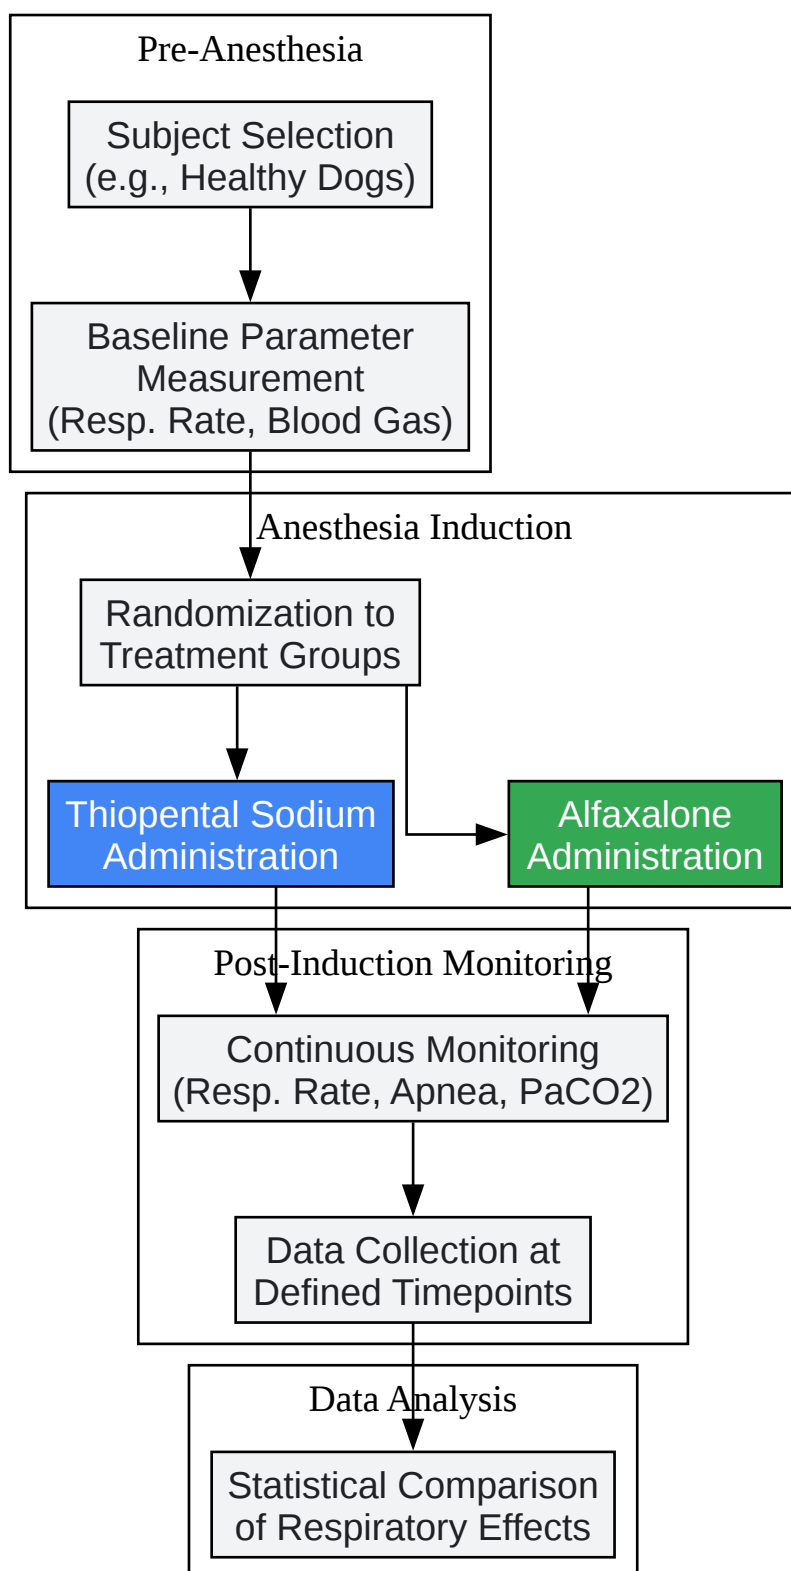 Pre-Anesthesia
Subject Selection
(e.g., Healthy Dogs)
Baseline Parameter
Measurement
(Resp. Rate, Blood Gas)
Anesthesia Induction
Randomization to
Treatment Groups
Thiopental Sodium
Administration
Alfaxalone
Administration
Post-Induction Monitoring
Continuous Monitoring
(Resp. Rate, Apnea, PaCO2)
Data Collection at
Defined Timepoints
Data Analysis
Statistical Comparison
of Respiratory Effects